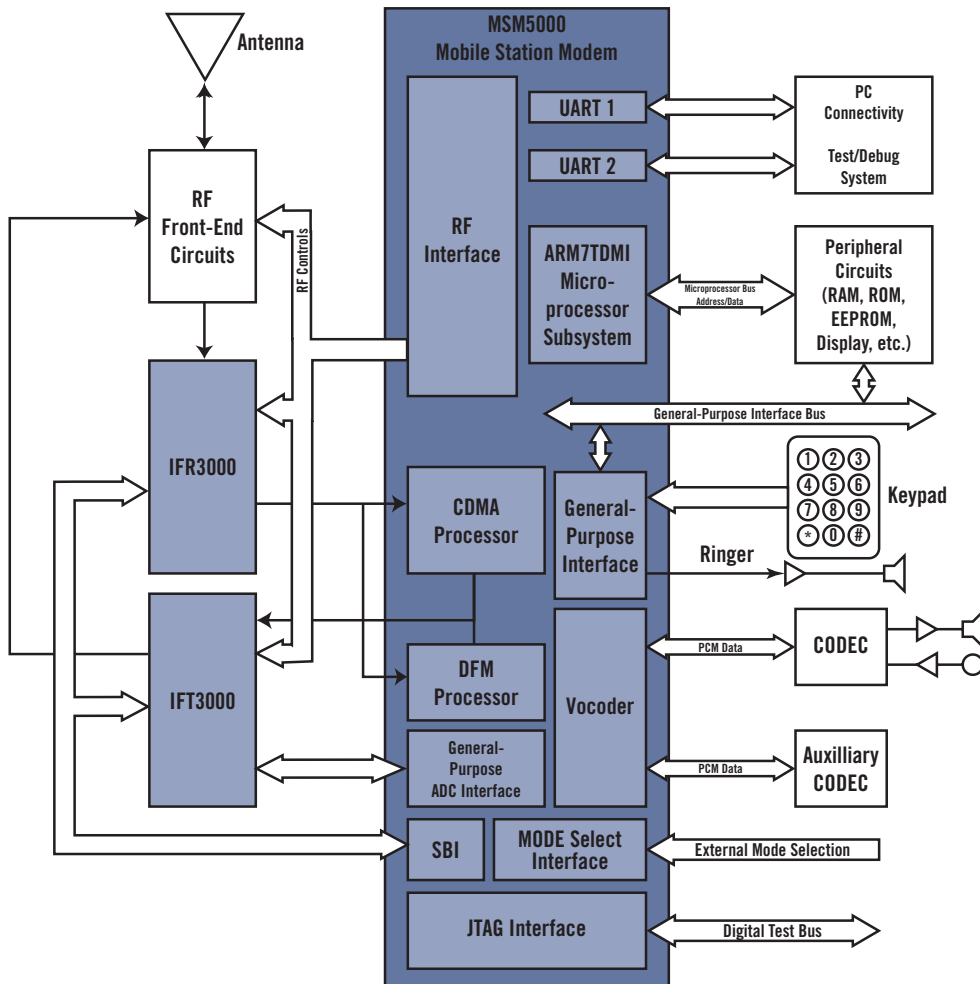 MSM5000
Mobile Station Modem
Antenna
RF
Front-End
Circuits
RF Controls
RF
Interface
UART 1
UART 2
PC
Connectivity
Test/Debug
System
ARM7TDMI
Micro-
processor
Subsystem
Microprocessor Bus
Address/Data
Peripheral
Circuits
(RAM, ROM,
EEPROM,
Display, etc.)
General-Purpose Interface Bus
IFR3000
CDMA
Processor
General-
Purpose
Interface
1 2 3
4 5 6
7 8 9
* 0 #
Keypad
Ringer
IFT3000
DFM
Processor
Vocoder
PCM Data
CODEC
General-
Purpose
ADC Interface
PCM Data
Auxilliary
CODEC
SBI
MODE Select
Interface
External Mode Selection
JTAG Interface
Digital Test Bus